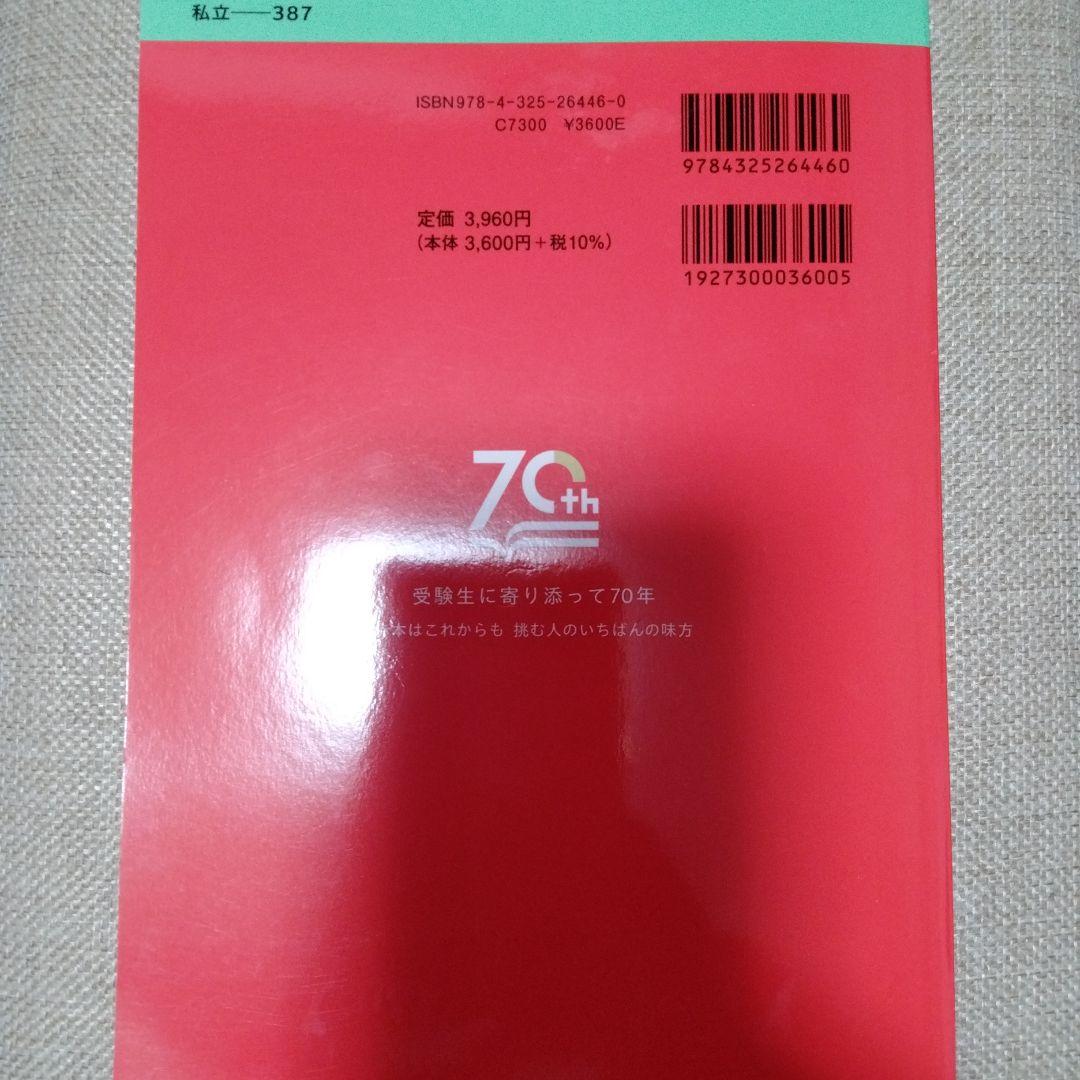 私立――387
ISBN978-4-325-26446-0
C7300 ¥3600E
9784325264460
定価 3,960円
(本体 3,600円+税10%)
1927300036005
70th
受験生に寄り添って70年
本はこれからも 挑む人のいちばんの味方